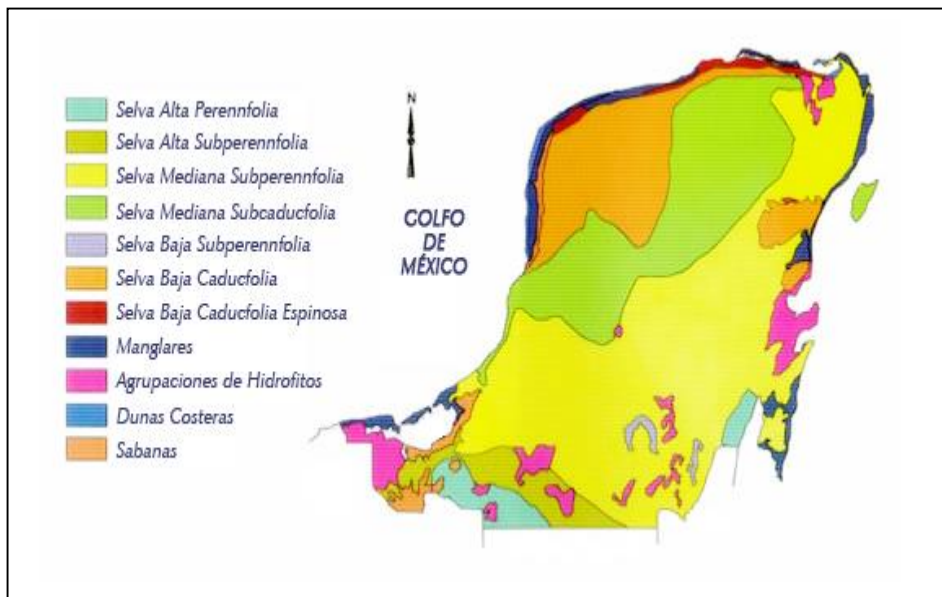 Selva Alta Perennfolia
Selva Alta Subperennfolia
Selva Mediana Subperennfolia
Selva Mediana Subcaducfolia
Selva Baja Subperennfolia
Selva Baja Caducfolia
Selva Baja Caducfolia Espinosa
Manglares
Agrupaciones de Hidrofitos
Dunas Costeras
Sabanas
N
GOLFO
DE
MÉXICO